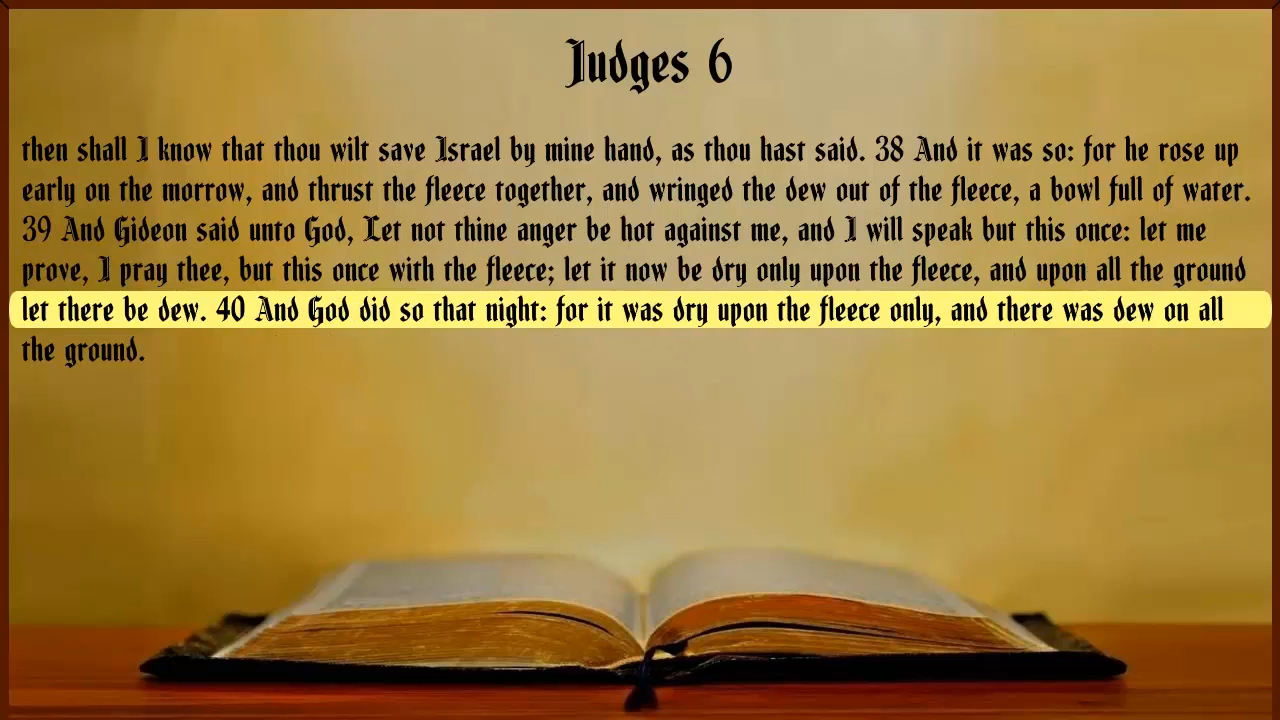 Judges 6
then shall I know that thou wilt save Israel by mine hand, as thou hast said. 38 And it was so: for he rose up
early on the morrow, and thrust the fleece together, and wringed the dew out of the fleece, a bowl full of water.
39 And Gideon said unto God, Let not thine anger be hot against me, and I will speak but this once: let me
prove, I pray thee, but this once with the fleece; let it now be dry only upon the fleece, and upon all the ground
let there be dew. 40 And God did so that night: for it was dry upon the fleece only, and there was dew on all
the ground.